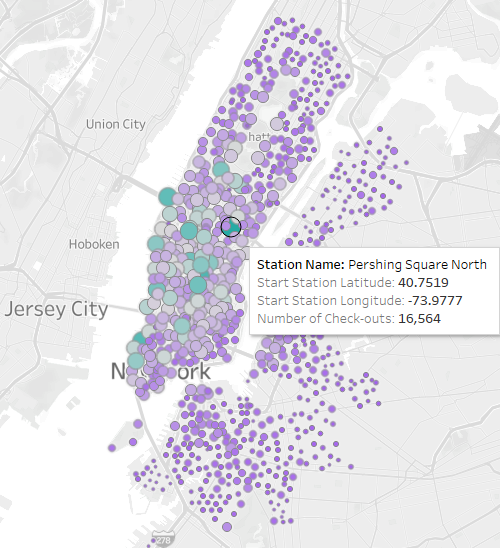 hatt
Union City
Hoboken
Station Name: Pershing Square North
Start Station Latitude: 40.7519
Start Station Longitude: -73.9777
Number of Check-outs: 16,564
Jersey City
N ork
278